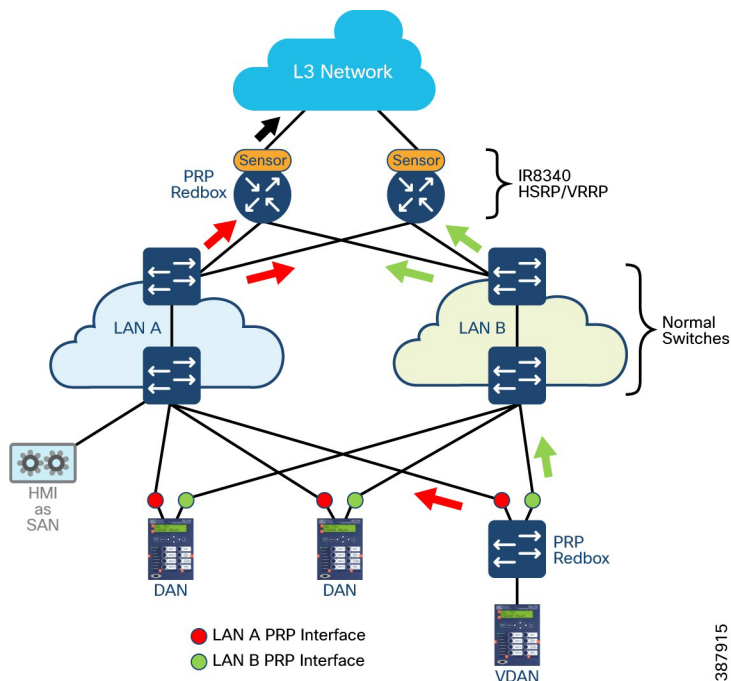 L3 Network
Sensor
Sensor
PRP
Redbox
IR8340
HSRP/VRRP
LAN A
LAN B
Normal
Switches
HMI
as
SAN
PRP
Redbox
DAN
DAN
LAN A PRP Interface
LAN B PRP Interface
VDAN
387915